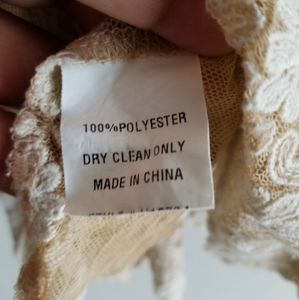 100%POLYESTER
DRY CLEAN ONLY
MADE IN CHINA